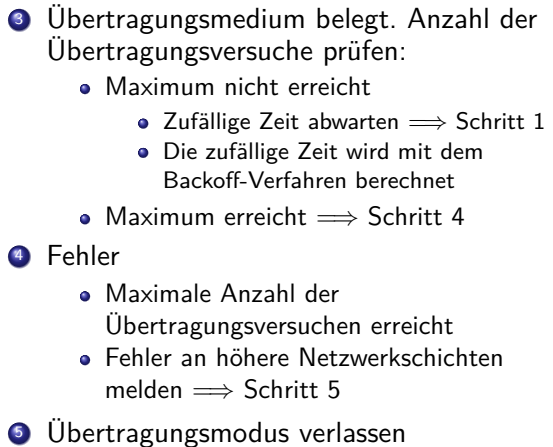 3 Übertragungsmedium belegt. Anzahl der
Übertragungsversuche prüfen:
• Maximum nicht erreicht
• Zufällige Zeit abwarten ⟹ Schritt 1
• Die zufällige Zeit wird mit dem
Backoff-Verfahren berechnet
• Maximum erreicht ⟹ Schritt 4
4 Fehler
• Maximale Anzahl der
Übertragungsversuchen erreicht
• Fehler an höhere Netzwerkschichten
melden ⟹ Schritt 5
5 Übertragungsmodus verlassen